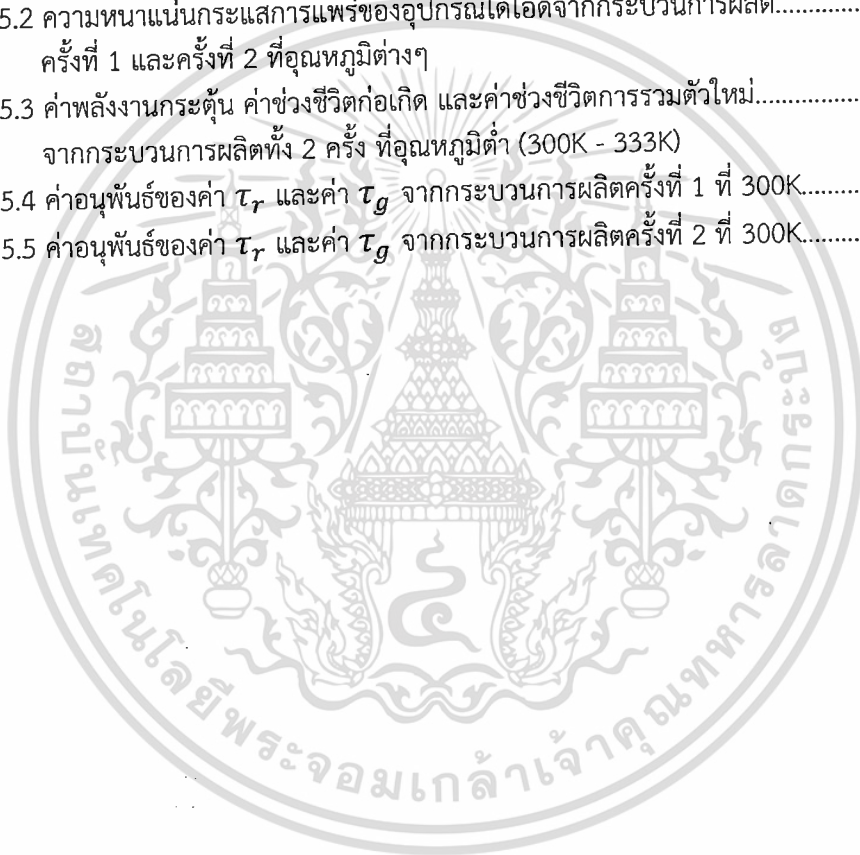 5.2 ความหนาแน่นกระแสการแพร่ของอุปกรณ์ไดโอดจากกระบวนการผลิต..............
ครั้งที่ 1 และครั้งที่ 2 ที่อุณหภูมิต่างๆ
5.3 ค่าพลังงานกระตุ้น ค่าช่วงชีวิตก่อเกิด และค่าช่วงชีวิตการรวมตัวใหม่................
จากกระบวนการผลิตทั้ง 2 ครั้ง ที่อุณหภูมิต่ำ (300K - 333K)
5.4 ค่าอนุพันธ์ของค่า τr และค่า τg จากกระบวนการผลิตครั้งที่ 1 ที่ 300K.........
5.5 ค่าอนุพันธ์ของค่า τr และค่า τg จากกระบวนการผลิตครั้งที่ 2 ที่ 300K.........
สถาบันเทคโนโลยีพระจอมเกล้าเจ้าคุณทหารลาดกระบัง
๔